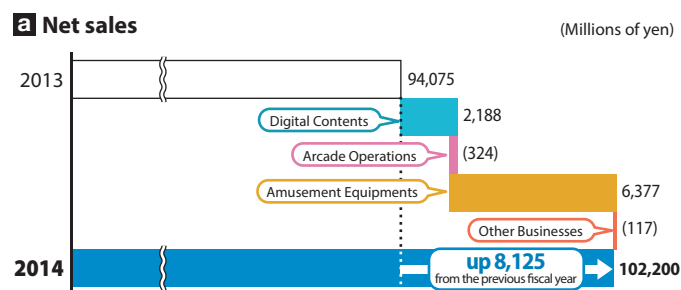 a Net sales
(Millions of yen)
2013
94,075
Digital Contents
2,188
Arcade Operations
(324)
Amusement Equipments
6,377
Other Businesses
(117)
2014
up 8,125
from the previous fiscal year
102,200